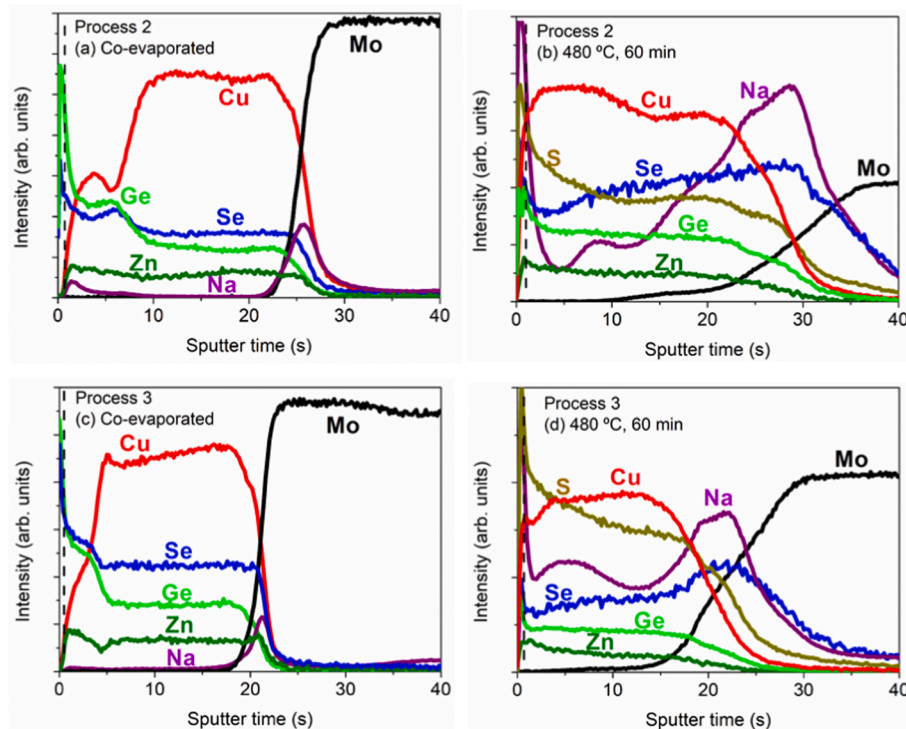 Process 2
(a) Co-evaporated
Mo
Cu
Ge
Se
Zn
Na
Intensity (arb. units)
0 10 20 30 40
Sputter time (s)
Process 2
(b) 480 ºC, 60 min
Na
Cu
S
Se
Mo
Ge
Zn
Intensity (arb. units)
0 10 20 30 40
Sputter time (s)
Process 3
(c) Co-evaporated
Mo
Cu
Se
Ge
Zn
Na
Intensity (arb. units)
0 10 20 30 40
Sputter time (s)
Process 3
(d) 480 ºC, 60 min
Mo
Cu
S
Na
Se
Ge
Zn
Intensity (arb. units)
0 10 20 30 40
Sputter time (s)